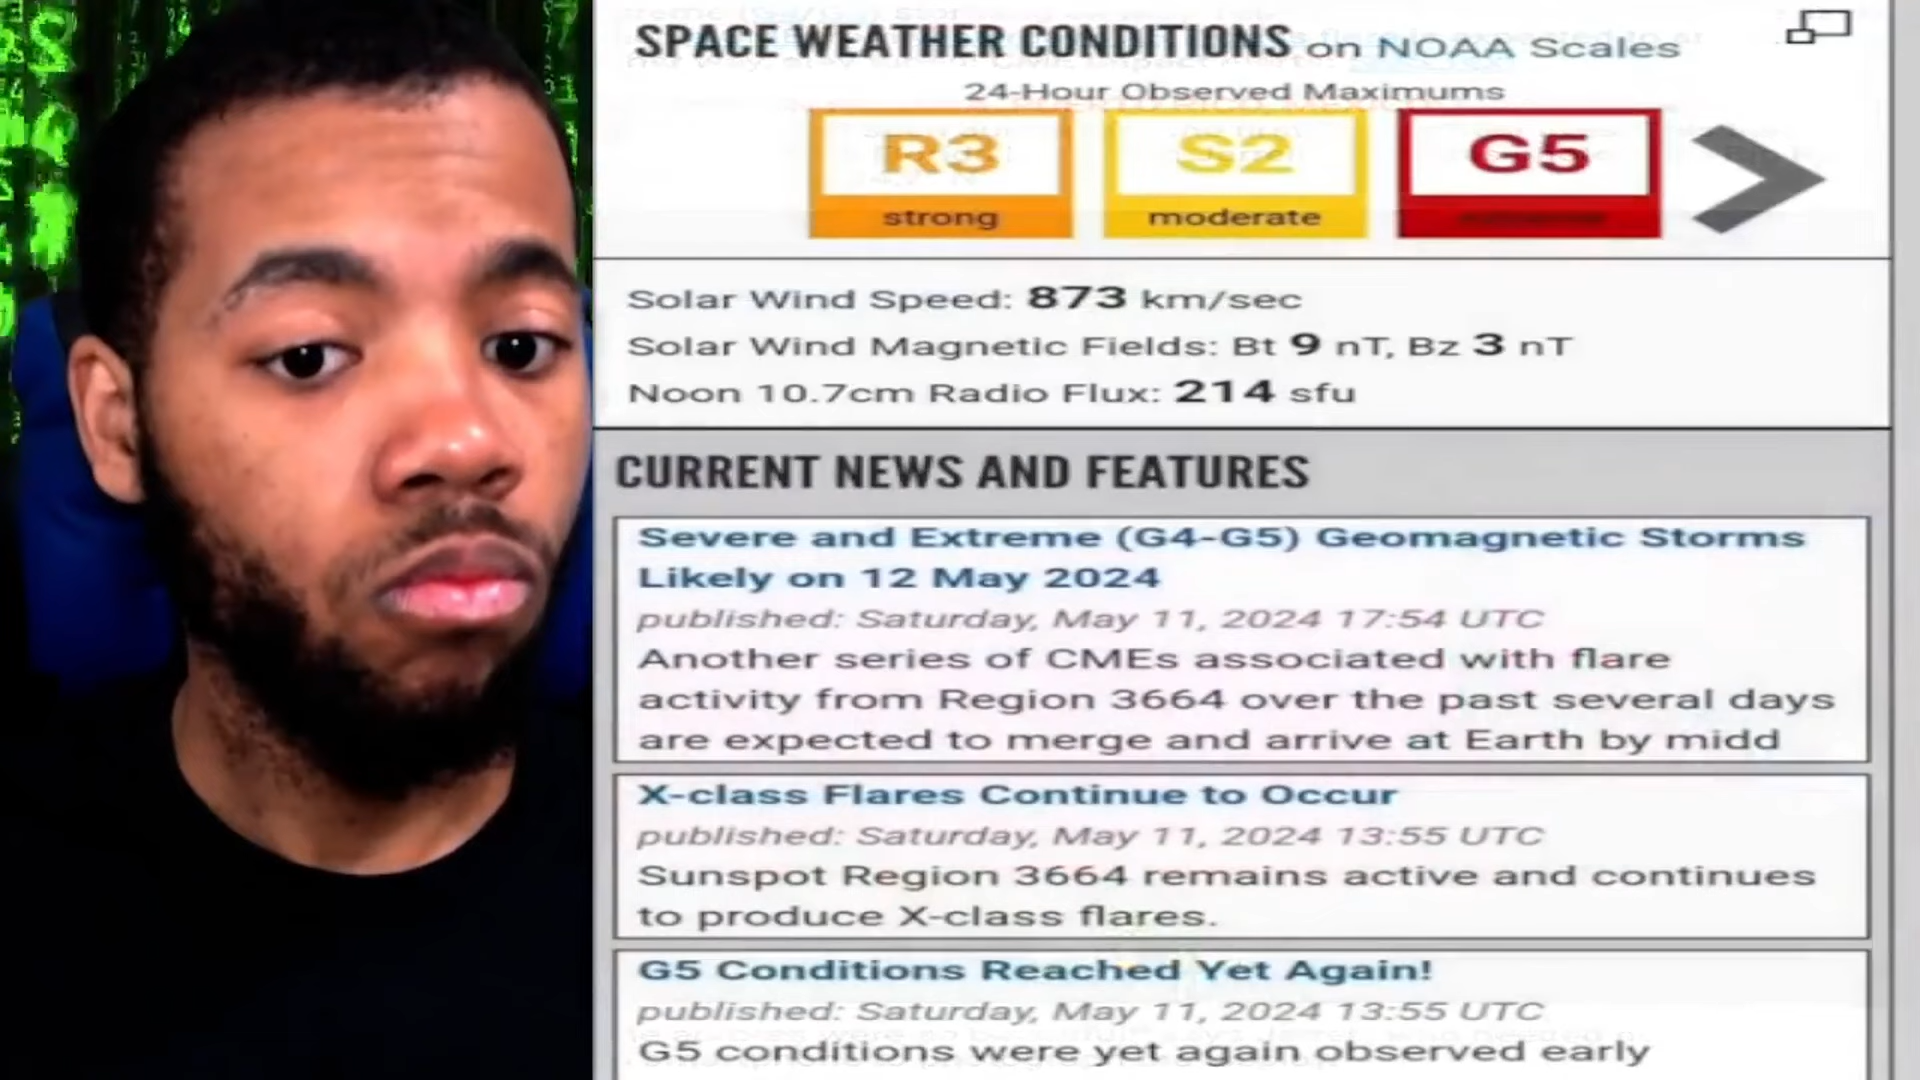 SPACE WEATHER CONDITIONS on NOAA Scales
24-Hour Observed Maximums
R3 S2 G5
strong moderate
Solar Wind Speed: 873 km/sec
Solar Wind Magnetic Fields: Bt 9 nT, Bz 3 nT
Noon 10.7cm Radio Flux: 214 sfu
CURRENT NEWS AND FEATURES
Severe and Extreme (G4-G5) Geomagnetic Storms
Likely on 12 May 2024
published: Saturday, May 11, 2024 17:54 UTC
Another series of CMEs associated with flare
activity from Region 3664 over the past several days
are expected to merge and arrive at Earth by midd
X-class Flares Continue to Occur
published: Saturday, May 11, 2024 13:55 UTC
Sunspot Region 3664 remains active and continues
to produce X-class flares.
G5 Conditions Reached Yet Again!
published: Saturday, May 11, 2024 13:55 UTC
G5 conditions were yet again observed early